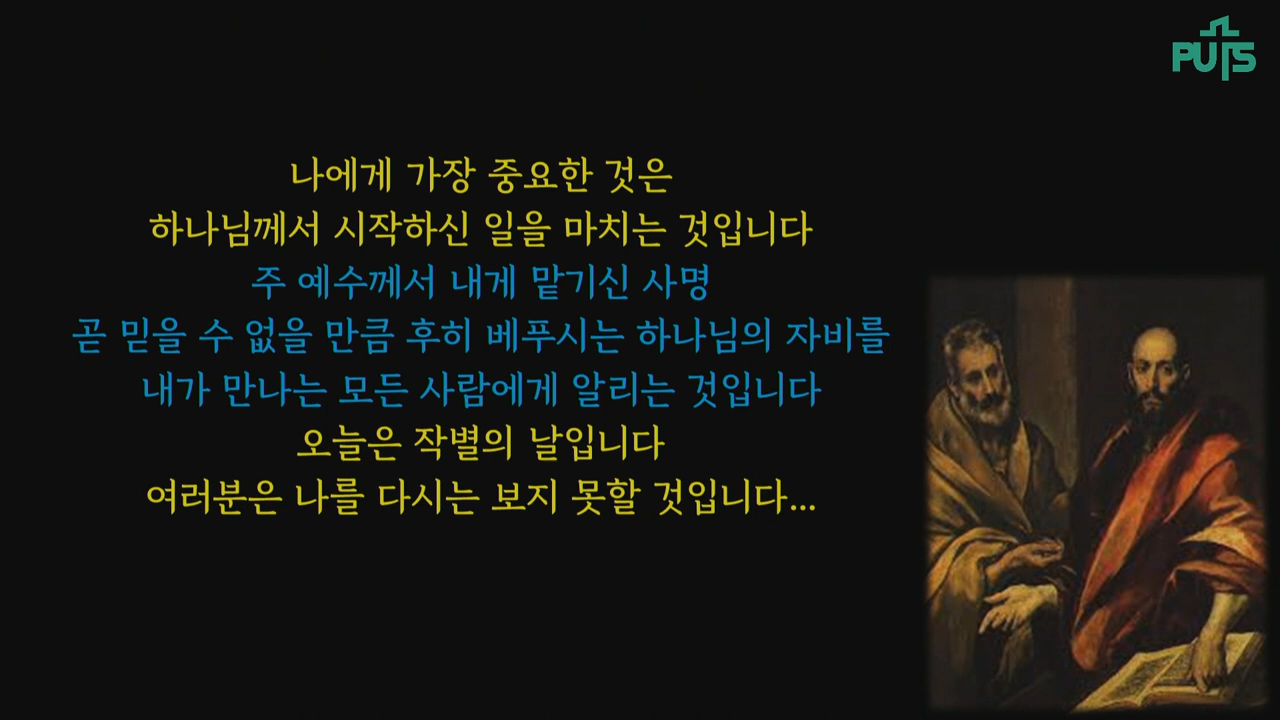 PUTS
나에게 가장 중요한 것은
하나님께서 시작하신 일을 마치는 것입니다
주 예수께서 내게 맡기신 사명
곧 믿을 수 없을 만큼 후히 베푸시는 하나님의 자비를
내가 만나는 모든 사람에게 알리는 것입니다
오늘은 작별의 날입니다
여러분은 나를 다시는 보지 못할 것입니다...